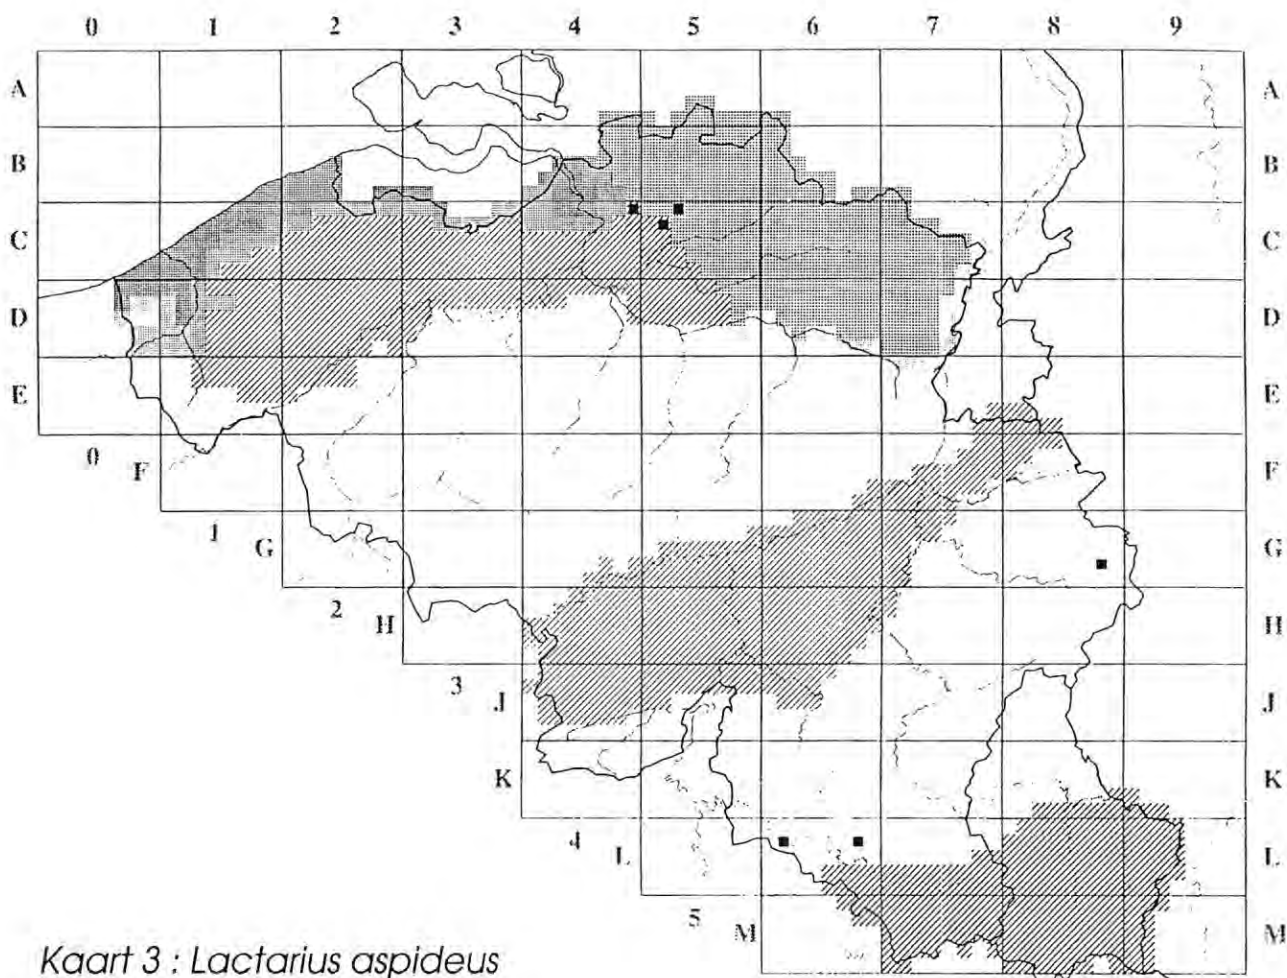 0 1 2 3 4 5 6 7 8 9
A A
B B
C C
D D
E E
0 F F
1 G G
2 H H
3 J J
K K
4 L L
5 M M
Kaart 3 : Lactarius aspideus